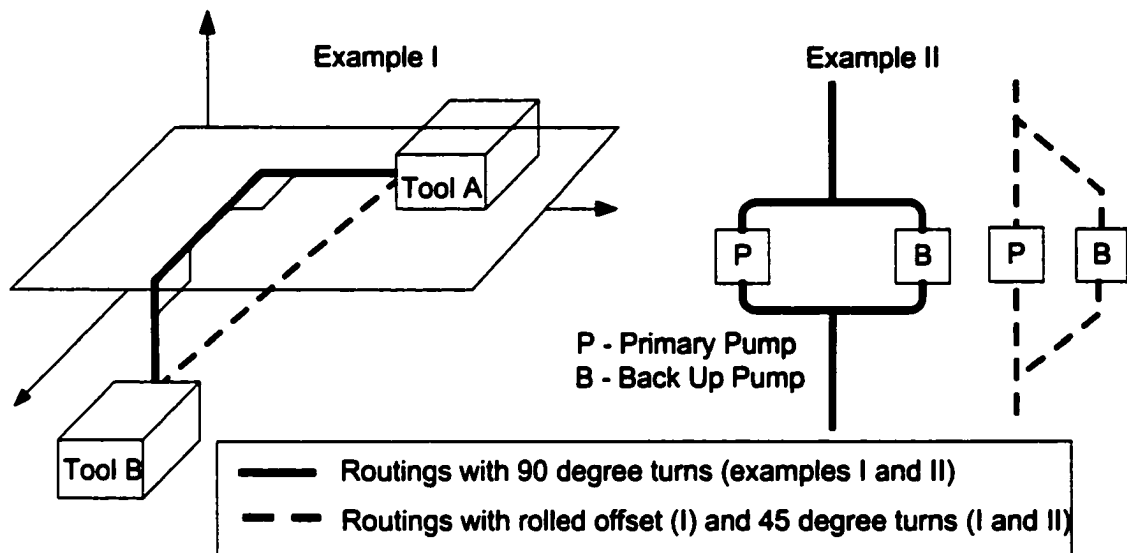 Example I
Example II
Tool A
Tool B
P
B
P
B
P - Primary Pump
B - Back Up Pump
Routings with 90 degree turns (examples I and II)
Routings with rolled offset (I) and 45 degree turns (I and II)